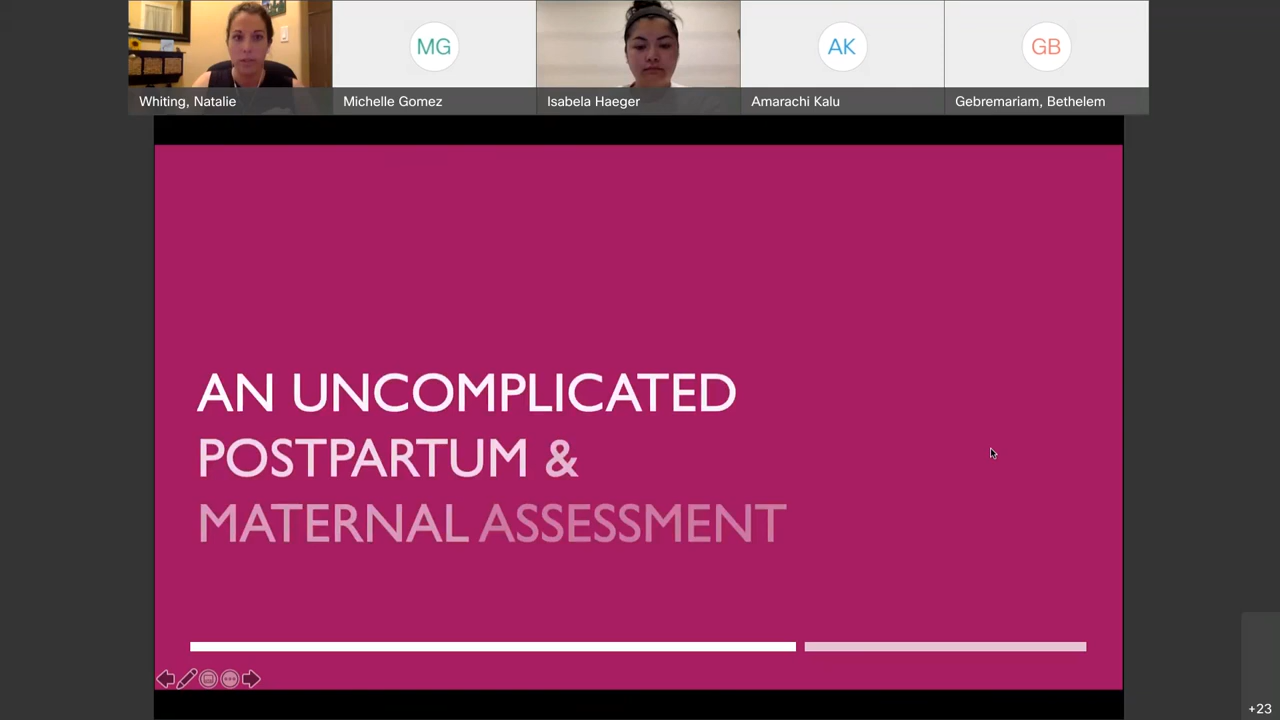 MG
AK
GB
Whiting, Natalie
Michelle Gomez
Isabela Haeger
Amarachi Kalu
Gebremariam, Bethelem
AN UNCOMPLICATED
POSTPARTUM &
MATERNAL ASSESSMENT
+23